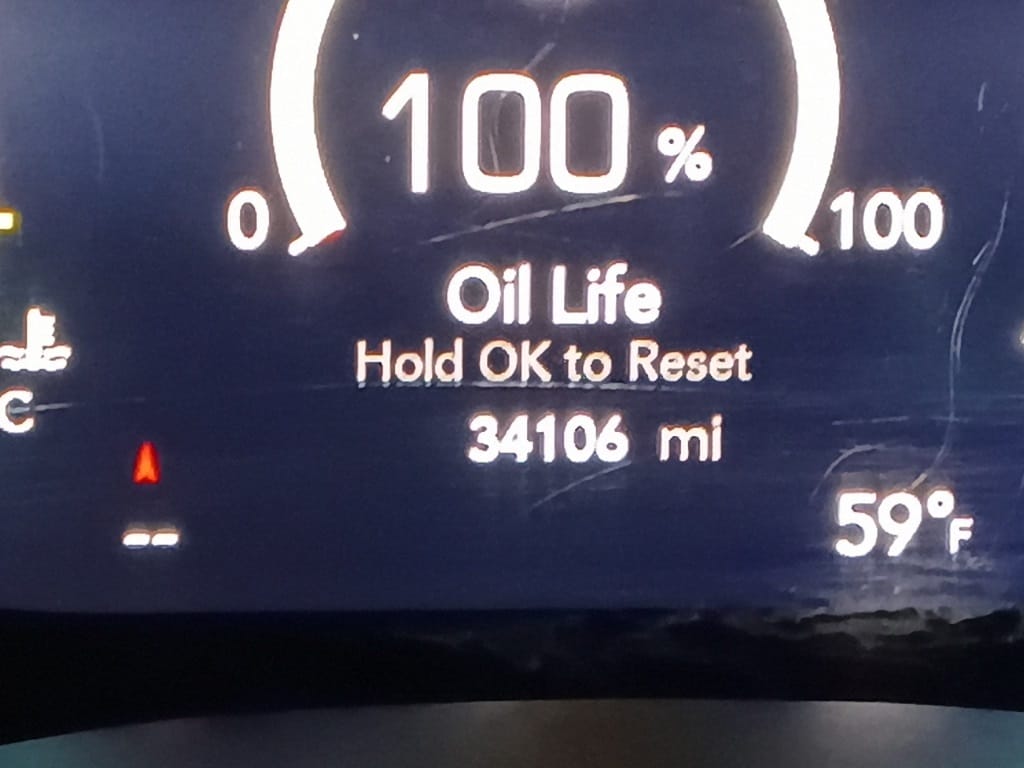 100 %
0 100
Oil Life
Hold OK to Reset
34106 mi
C
--
59°F